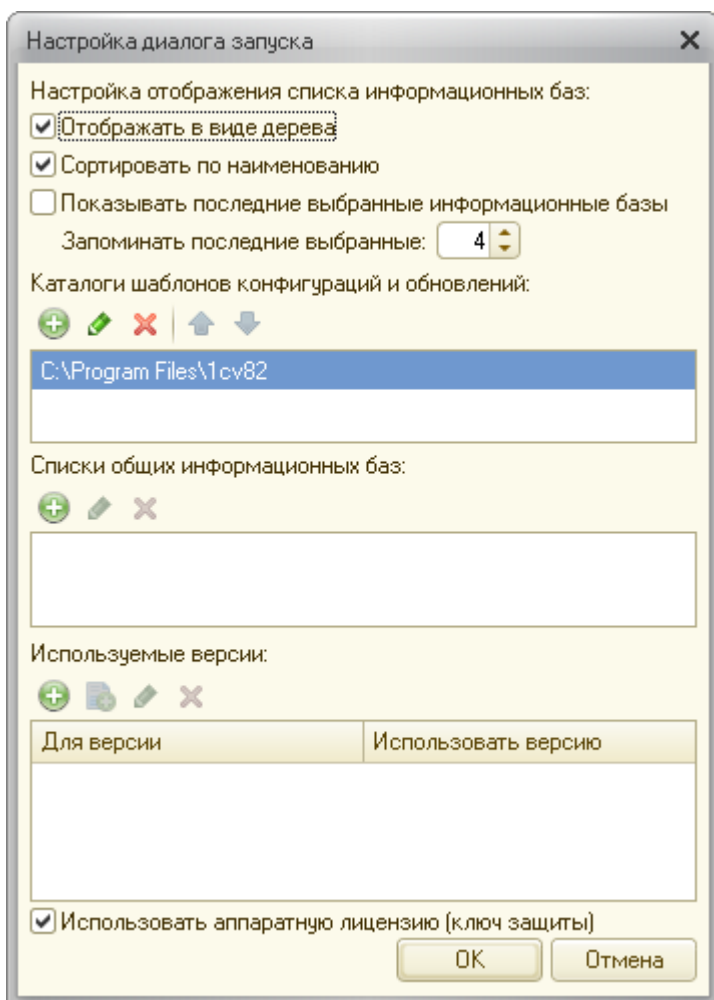 Настройка диалога запуска
Настройка отображения списка информационных баз:
Отображать в виде дерева
Сортировать по наименованию
Показывать последние выбранные информационные базы
Запоминать последние выбранные: 4
Каталоги шаблонов конфигураций и обновлений:
C:\Program Files\1cv82
Списки общих информационных баз:
Используемые версии:
Для версии Использовать версию
Использовать аппаратную лицензию (ключ защиты)
OK Отмена